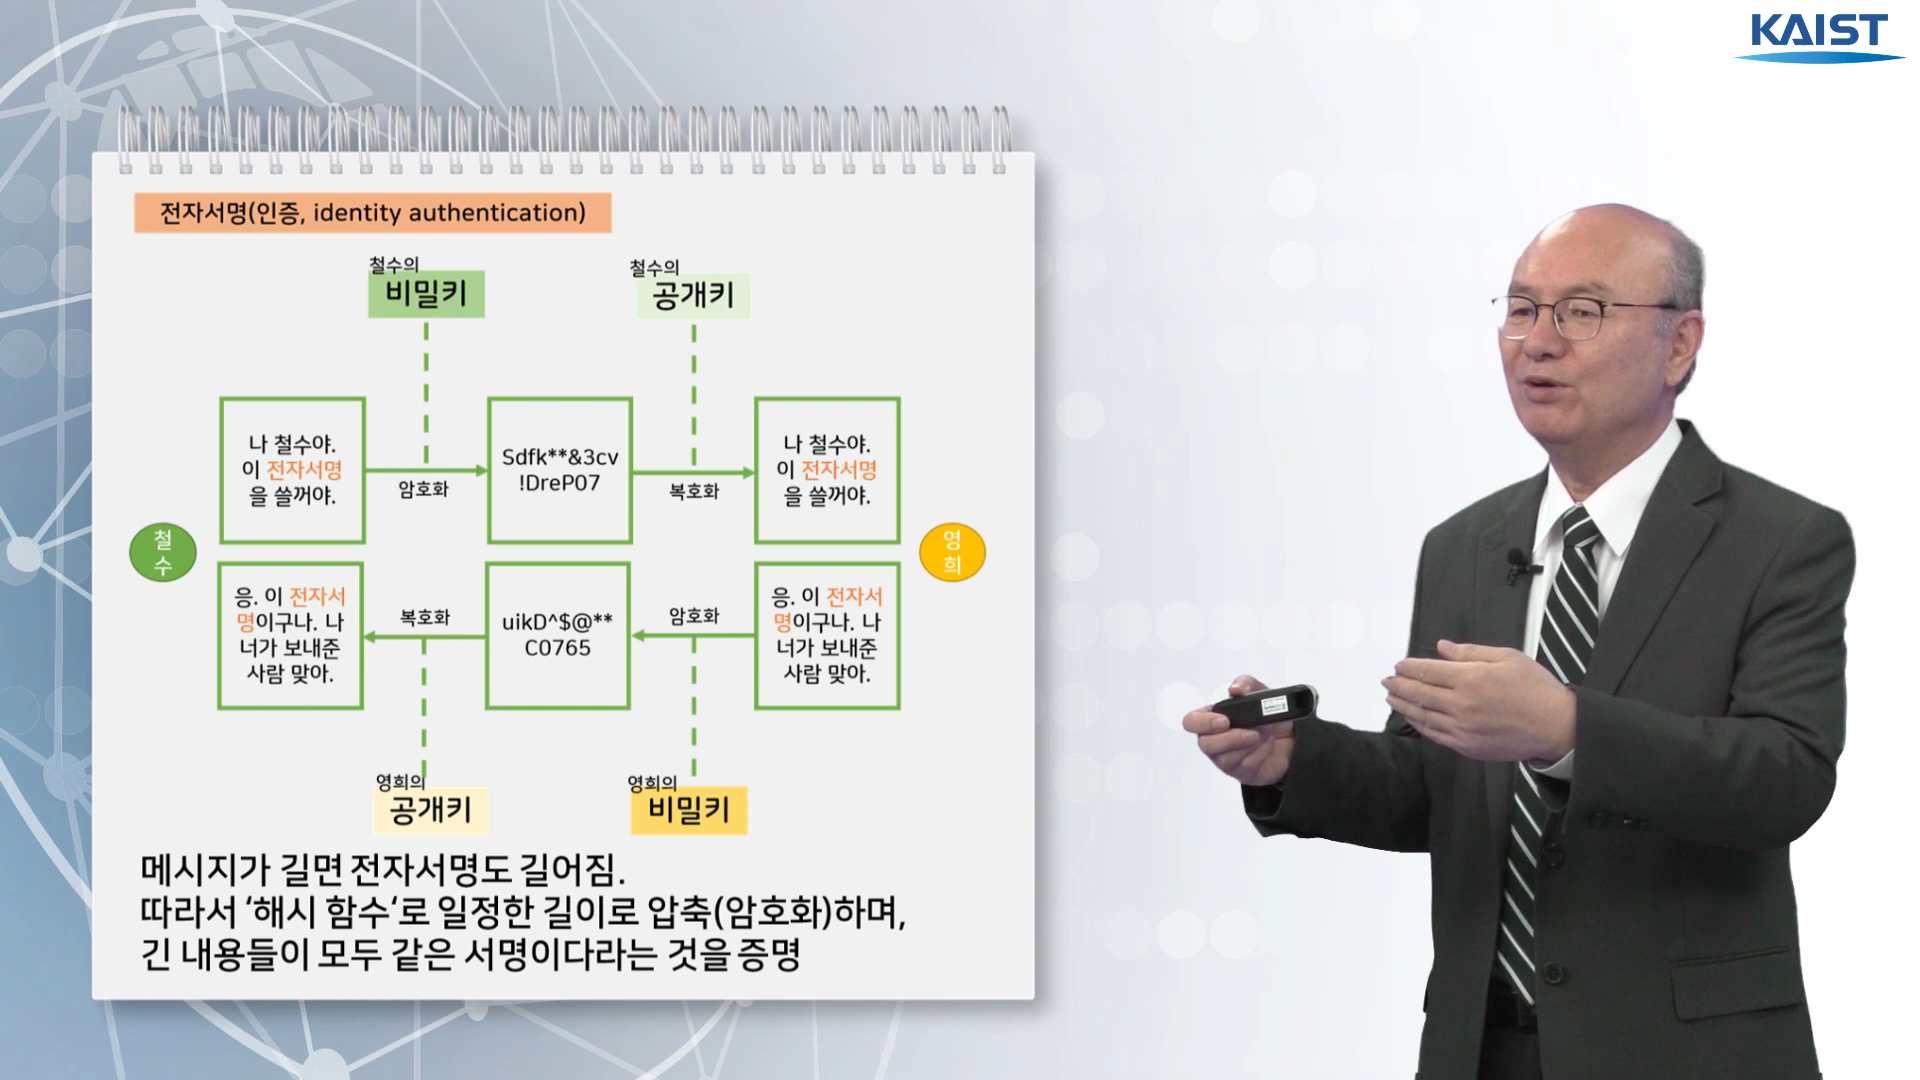 KAIST
전자서명(인증, identity authentication)
철수의
비밀키
철수의
공개키
나 철수야.
이 전자서명
을 쓸꺼야.
암호화
Sdfk**&3cv
!DreP07
복호화
나 철수야.
이 전자서명
을 쓸꺼야.
철
수
영
희
응. 이 전자서
명이구나. 나
너가 보내준
사람 맞아.
복호화
uikD^$@**
C0765
암호화
응. 이 전자서
명이구나. 나
너가 보내준
사람 맞아.
영희의
공개키
영희의
비밀키
메시지가 길면 전자서명도 길어짐.
따라서 ‘해시 함수‘로 일정한 길이로 압축(암호화)하며,
긴 내용들이 모두 같은 서명이다라는 것을 증명